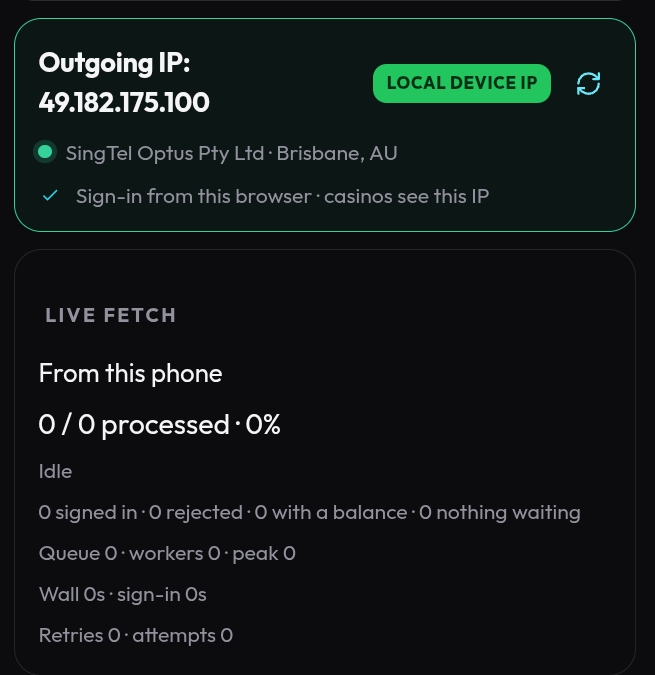 Outgoing IP:
49.182.175.100
LOCAL DEVICE IP
SingTel Optus Pty Ltd · Brisbane, AU
Sign-in from this browser · casinos see this IP
LIVE FETCH
From this phone
0 / 0 processed · 0%
Idle
0 signed in · 0 rejected · 0 with a balance · 0 nothing waiting
Queue 0 · workers 0 · peak 0
Wall 0s · sign-in 0s
Retries 0 · attempts 0